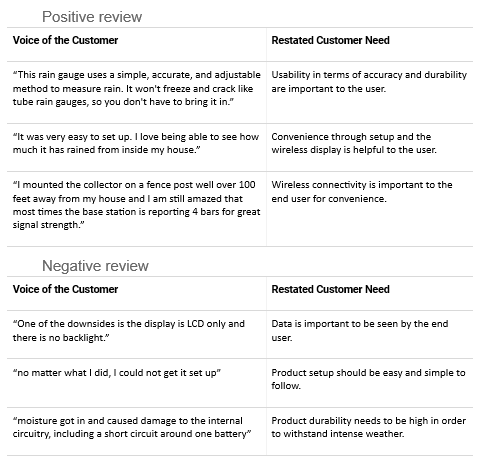 Positive review
Voice of the Customer
Restated Customer Need
“This rain gauge uses a simple, accurate, and adjustable
method to measure rain. It won't freeze and crack like
tube rain gauges, so you don't have to bring it in.”
Usability in terms of accuracy and durability
are important to the user.
“It was very easy to set up. I love being able to see how
much it has rained from inside my house.”
Convenience through setup and the
wireless display is helpful to the user.
“I mounted the collector on a fence post well over 100
feet away from my house and I am still amazed that
most times the base station is reporting 4 bars for great
signal strength.”
Wireless connectivity is important to the
end user for convenience.
Negative review
Voice of the Customer
Restated Customer Need
“One of the downsides is the display is LCD only and
there is no backlight.”
Data is important to be seen by the end
user.
“no matter what I did, I could not get it set up”
Product setup should be easy and simple to
follow.
“moisture got in and caused damage to the internal
circuitry, including a short circuit around one battery”
Product durability needs to be high in order
to withstand intense weather.